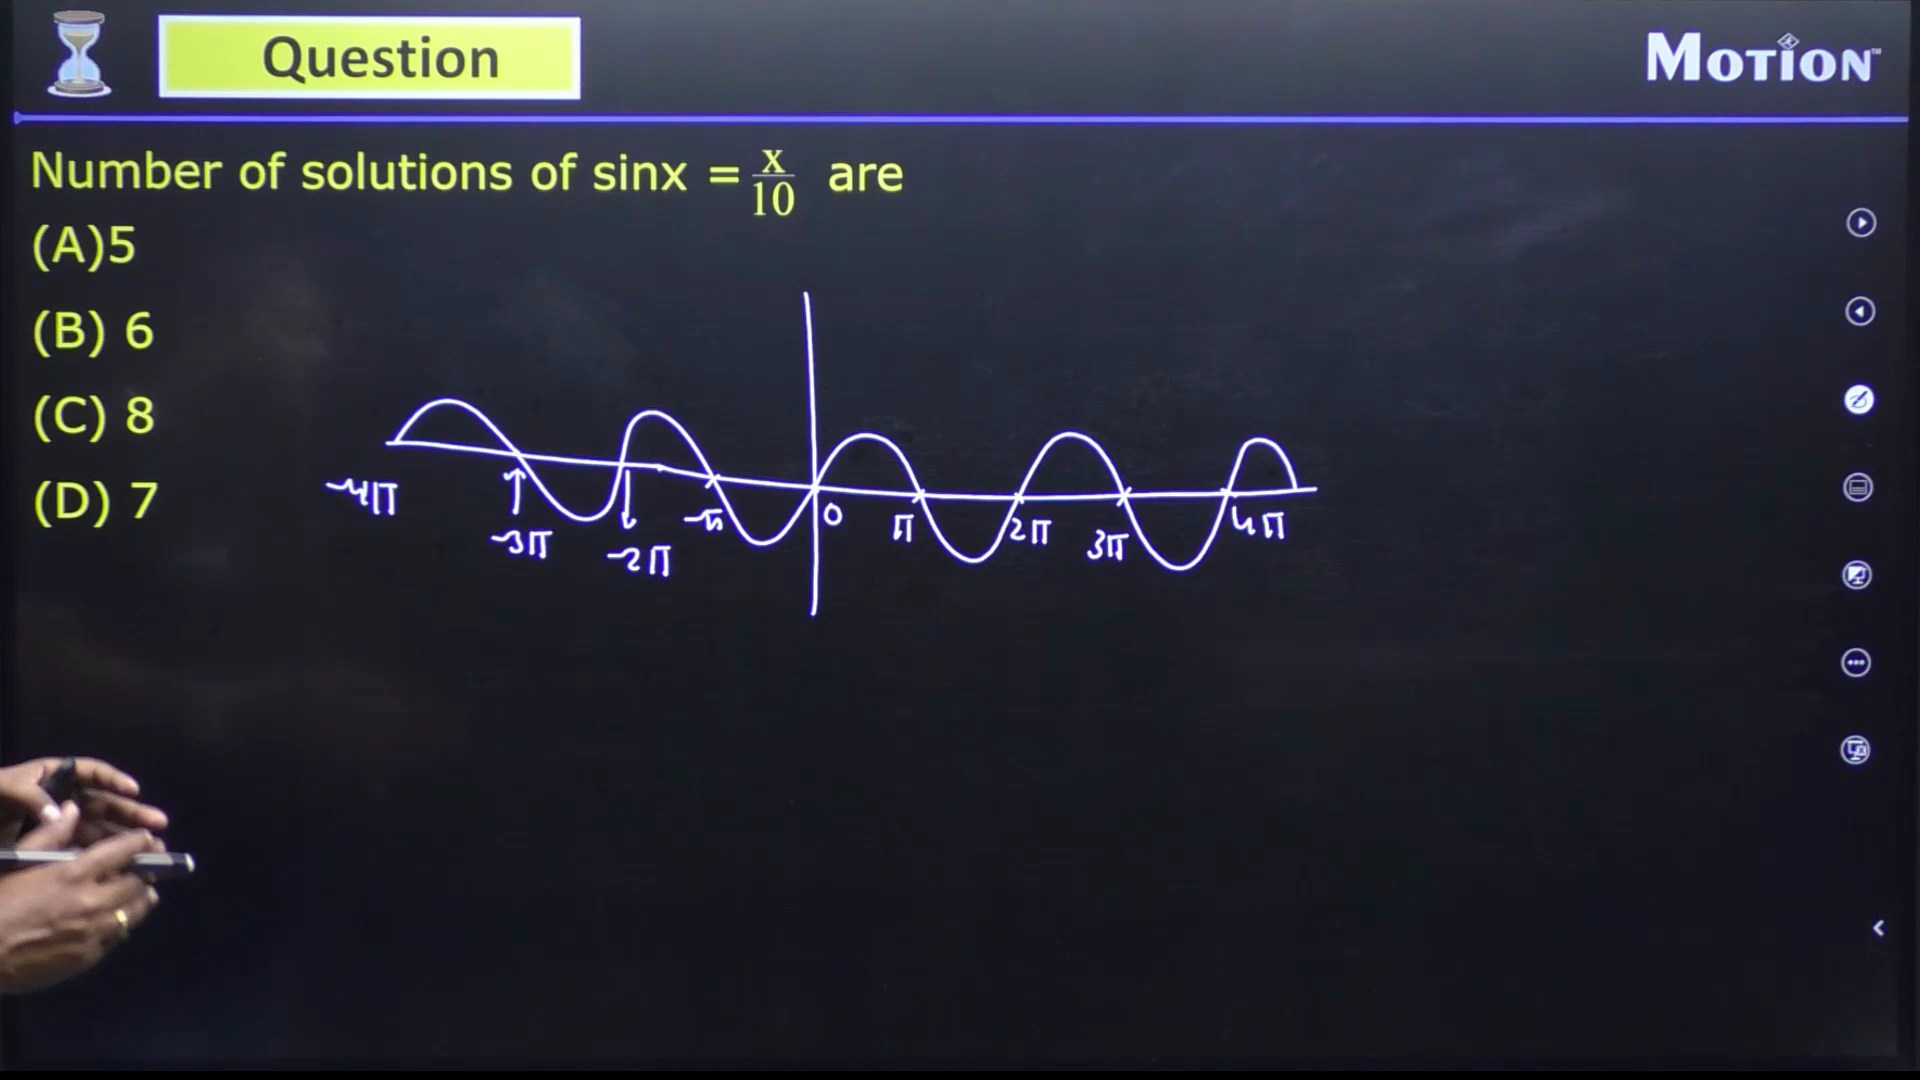 Question
MOTION™
Number of solutions of sinx = x/10 are
(A)5
(B) 6
(C) 8
(D) 7
-4π
-3π
-2π
-π
0
π
2π
3π
4π